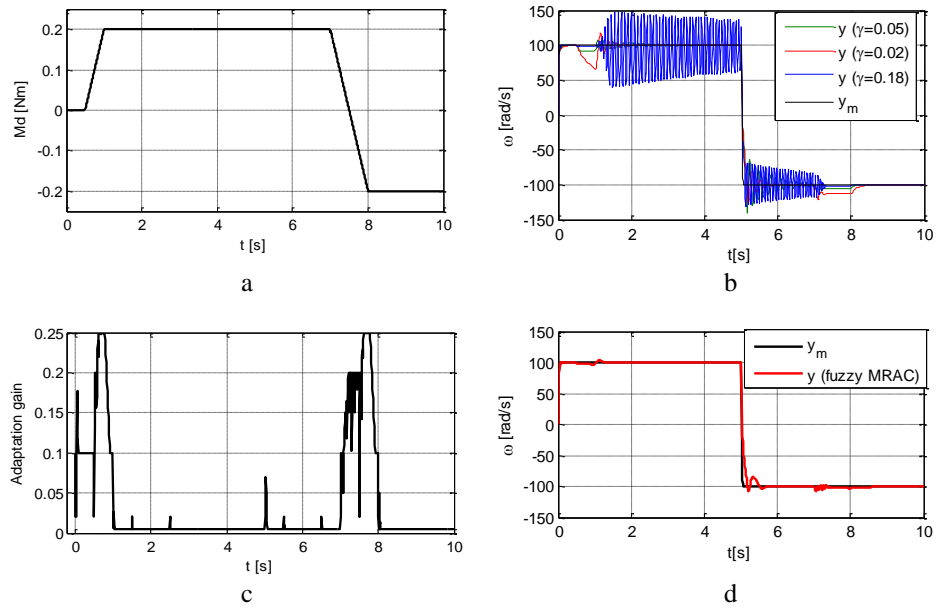 0.2
0.1
0
-0.1
-0.2
Md [Nm]
0 2 4 6 8 10
t [s]
a
150
100
50
0
-50
-100
-150
ω [rad/s]
y (γ=0.05)
y (γ=0.02)
y (γ=0.18)
ym
0 2 4 6 8 10
t[s]
b
0.25
0.2
0.15
0.1
0.05
0
Adaptation gain
0 2 4 6 8 10
t [s]
c
150
100
50
0
-50
-100
-150
ω [rad/s]
ym
y (fuzzy MRAC)
0 2 4 6 8 10
t[s]
d